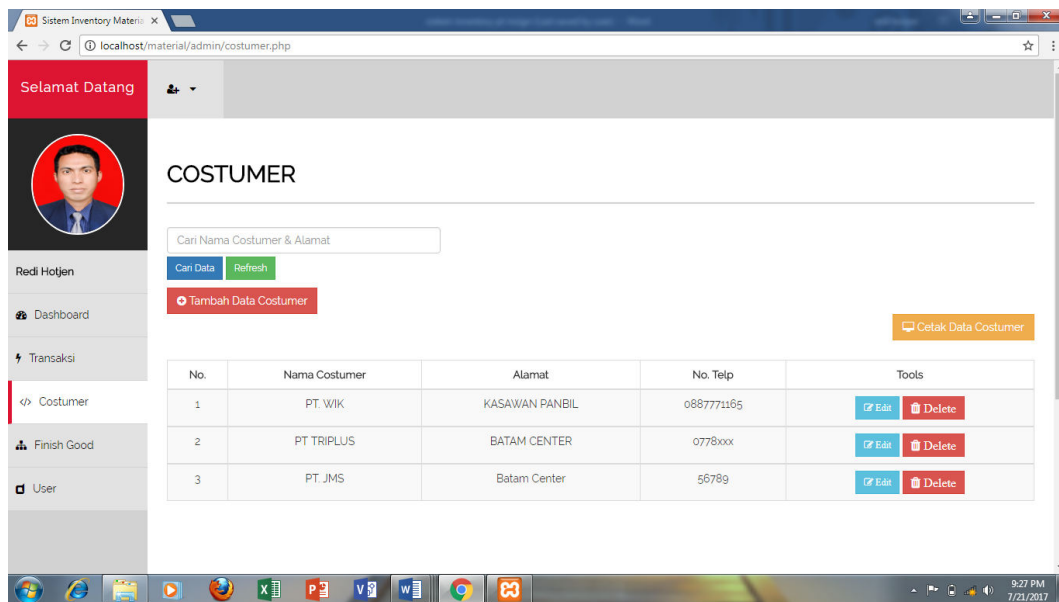 Sistem Inventory Materia
localhost/material/admin/costumer.php
Selamat Datang
COSTUMER
Cari Nama Costumer & Alamat
Cari Data Refresh
Tambah Data Costumer
Cetak Data Costumer
Redi Hotjen
Dashboard
Transaksi
Costumer
Finish Good
User
No. Nama Costumer Alamat No. Telp Tools
1 PT. WIK KASAWAN PANBIL 0887771165 Edit Delete
2 PT TRIPLUS BATAM CENTER 0778xxx Edit Delete
3 PT. JMS Batam Center 56789 Edit Delete
9:27 PM
7/21/2017